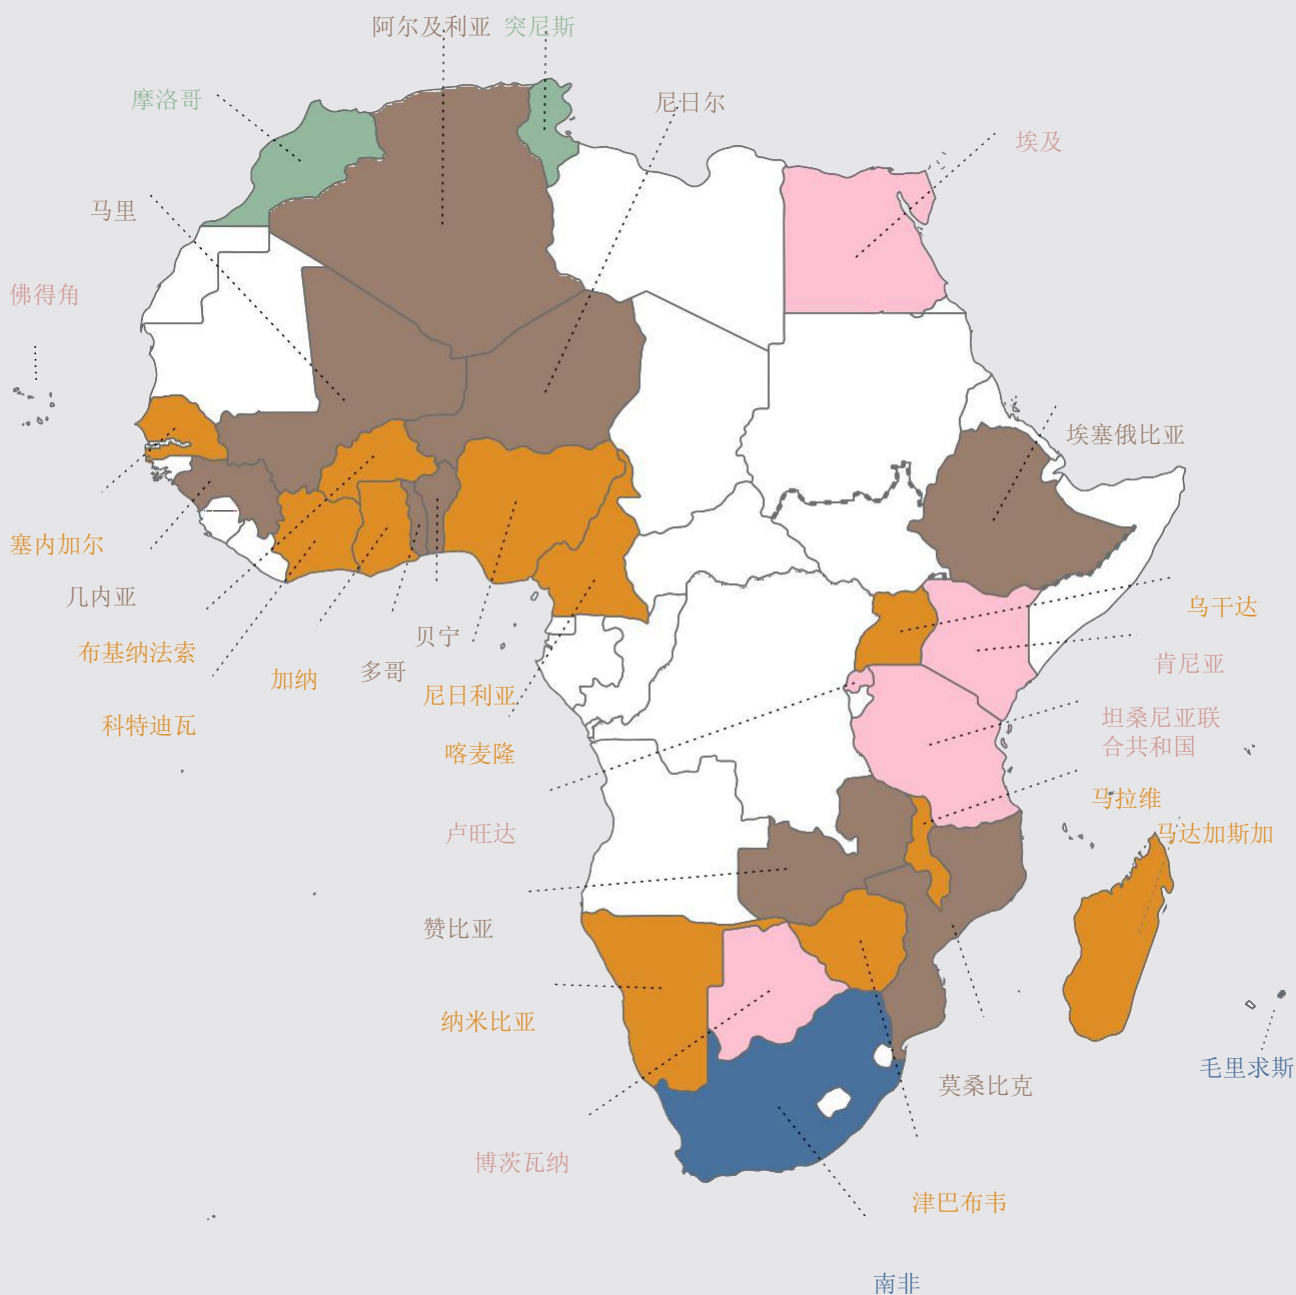 阿尔及利亚
突尼斯
摩洛哥
尼日尔
埃及
马里
佛得角
埃塞俄比亚
塞内加尔
几内亚
乌干达
布基纳法索
贝宁
肯尼亚
多哥
加纳
尼日利亚
科特迪瓦
坦桑尼亚联
合共和国
喀麦隆
马拉维
卢旺达
马达加斯加
赞比亚
纳米比亚
毛里求斯
莫桑比克
博茨瓦纳
津巴布韦
南非